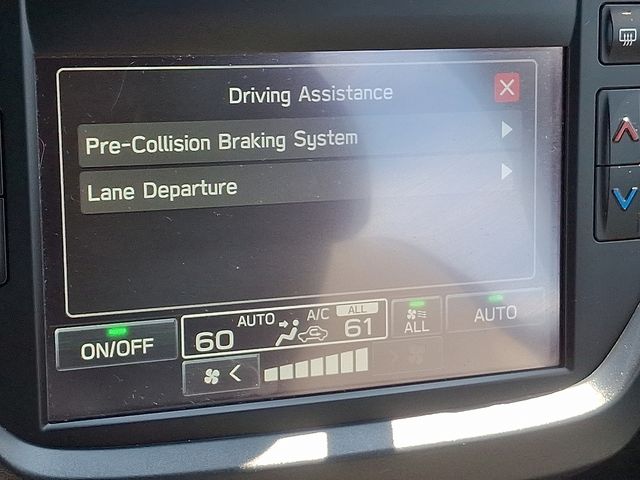 Driving Assistance
Pre-Collision Braking System
Lane Departure
ON/OFF
60
AUTO
A/C
ALL
61
ALL
AUTO